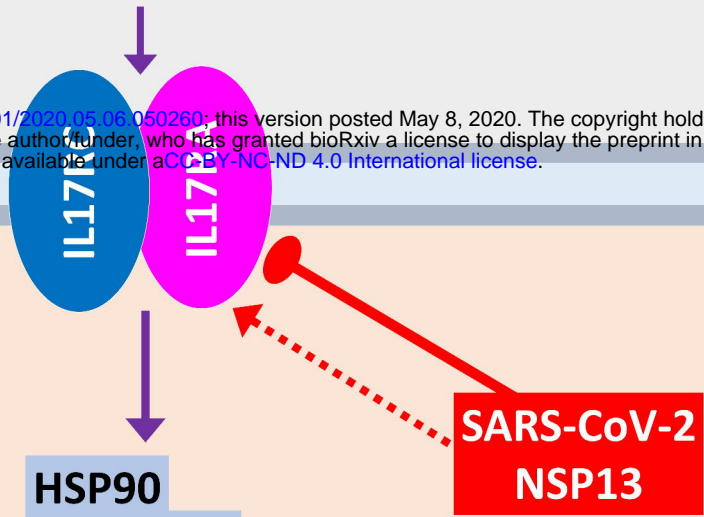 01/2020.05.06.050260; this version posted May 8, 2020. The copyright hold
author/funder, who has granted bioRxiv a license to display the preprint in
available under aCC-BY-NC-ND 4.0 International license.
IL17RC
IL17RA
SARS-CoV-2
NSP13
HSP90